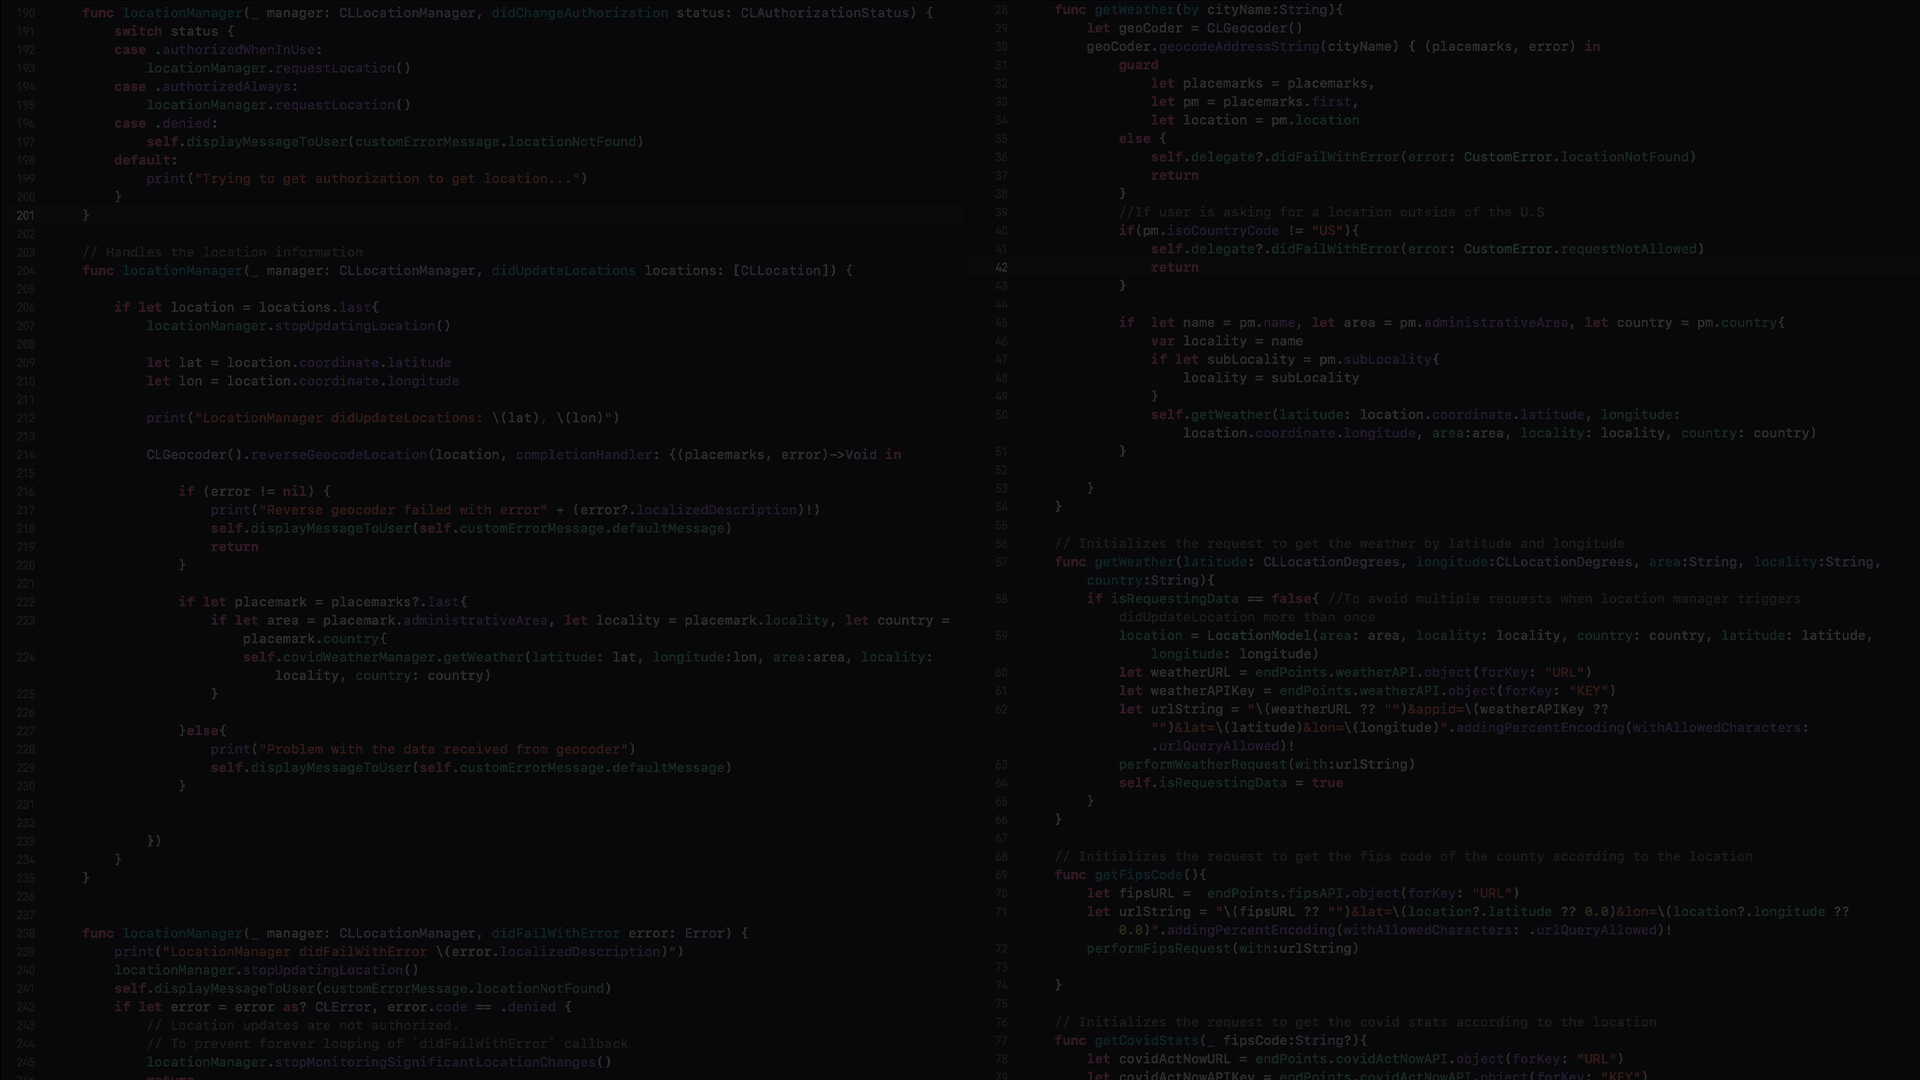 190 func locationManager(_ manager: CLLocationManager, didChangeAuthorization status: CLAuthorizationStatus) {
191 switch status {
192 case .authorizedWhenInUse:
193 locationManager.requestLocation()
194 case .authorizedAlways:
195 locationManager.requestLocation()
196 case .denied:
197 self.displayMessageToUser(customErrorMessage.locationNotFound)
198 default:
199 print("Trying to get authorization to get location...")
200 }
201 }
202
203 // Handles the location information
204 func locationManager(_ manager: CLLocationManager, didUpdateLocations locations: [CLLocation]) {
205
206 if let location = locations.last{
207 locationManager.stopUpdatingLocation()
208
209 let lat = location.coordinate.latitude
210 let lon = location.coordinate.longitude
211
212 print("LocationManager didUpdateLocations: \(lat), \(lon)")
213
214 CLGeocoder().reverseGeocodeLocation(location, completionHandler: {(placemarks, error)->Void in
215
216 if (error != nil) {
217 print("Reverse geocoder failed with error" + (error?.localizedDescription)!)
218 self.displayMessageToUser(self.customErrorMessage.defaultMessage)
219 return
220 }
221
222 if let placemark = placemarks?.last{
223 if let area = placemark.administrativeArea, let locality = placemark.locality, let country =
placemark.country{
224 self.covidWeatherManager.getWeather(latitude: lat, longitude:lon, area:area, locality:
locality, country: country)
225 }
226
227 }else{
228 print("Problem with the data received from geocoder")
229 self.displayMessageToUser(self.customErrorMessage.defaultMessage)
230 }
231
232
233 })
234 }
235 }
236
237
238 func locationManager(_ manager: CLLocationManager, didFailWithError error: Error) {
239 print("LocationManager didFailWithError \(error.localizedDescription)")
240 locationManager.stopUpdatingLocation()
241 self.displayMessageToUser(customErrorMessage.locationNotFound)
242 if let error = error as? CLError, error.code == .denied {
243 // Location updates are not authorized.
244 // To prevent forever looping of `didFailWithError` callback
245 locationManager.stopMonitoringSignificantLocationChanges()
246 return
28 func getWeather(by cityName:String){
29 let geoCoder = CLGeocoder()
30 geoCoder.geocodeAddressString(cityName) { (placemarks, error) in
31 guard
32 let placemarks = placemarks,
33 let pm = placemarks.first,
34 let location = pm.location
35 else {
36 self.delegate?.didFailWithError(error: CustomError.locationNotFound)
37 return
38 }
39 //If user is asking for a location outside of the U.S
40 if(pm.isoCountryCode != "US"){
41 self.delegate?.didFailWithError(error: CustomError.requestNotAllowed)
42 return
43 }
44
45 if  let name = pm.name, let area = pm.administrativeArea, let country = pm.country{
46 var locality = name
47 if let subLocality = pm.subLocality{
48 locality = subLocality
49 }
50 self.getWeather(latitude: location.coordinate.latitude, longitude:
location.coordinate.longitude, area:area, locality: locality, country: country)
51 }
52
53 }
54 }
55
56 // Initializes the request to get the weather by latitude and longitude
57 func getWeather(latitude: CLLocationDegrees, longitude:CLLocationDegrees, area:String, locality:String,
country:String){
58 if isRequestingData == false{ //To avoid multiple requests when location manager triggers
didUpdateLocation more than once
59 location = LocationModel(area: area, locality: locality, country: country, latitude: latitude,
longitude: longitude)
60 let weatherURL = endPoints.weatherAPI.object(forKey: "URL")
61 let weatherAPIKey = endPoints.weatherAPI.object(forKey: "KEY")
62 let urlString = "\(weatherURL ?? "")&appid=\(weatherAPIKey ??
"")&lat=\(latitude)&lon=\(longitude)".addingPercentEncoding(withAllowedCharacters:
.urlQueryAllowed)!
63 performWeatherRequest(with:urlString)
64 self.isRequestingData = true
65 }
66 }
67
68 // Initializes the request to get the fips code of the county according to the location
69 func getFipsCode(){
70 let fipsURL =  endPoints.fipsAPI.object(forKey: "URL")
71 let urlString = "\(fipsURL ?? "")&lat=\(location?.latitude ?? 0.0)&lon=\(location?.longitude ??
0.0)".addingPercentEncoding(withAllowedCharacters: .urlQueryAllowed)!
72 performFipsRequest(with:urlString)
73
74 }
75
76 // Initializes the request to get the covid stats according to the location
77 func getCovidStats(_ fipsCode:String?){
78 let covidActNowURL = endPoints.covidActNowAPI.object(forKey: "URL")
79 let covidActNowAPIKey = endPoints.covidActNowAPI.object(forKey: "KEY")